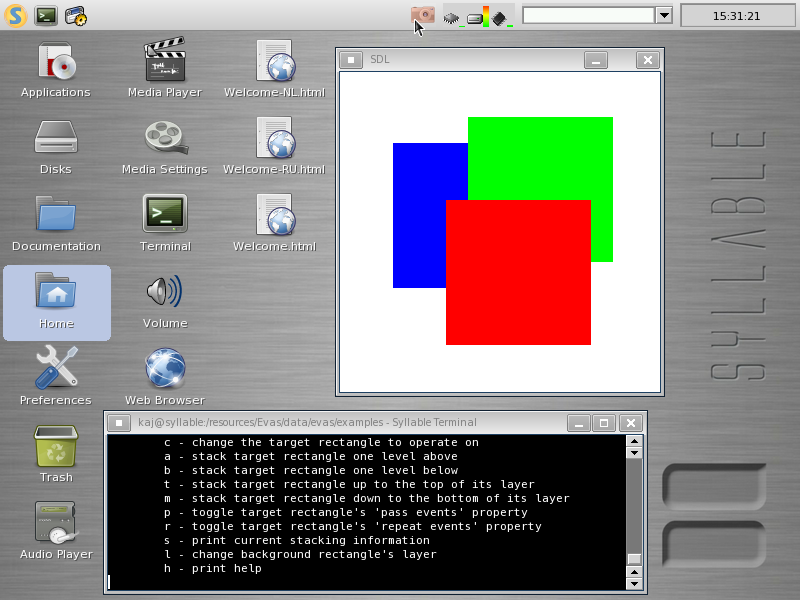 15:31:21
Applications
Media Player
Welcome-NL.html
Disks
Media Settings
Welcome-RU.html
Documentation
Terminal
Welcome.html
Home
Volume
Preferences
Web Browser
Trash
Audio Player
SDL
SYLLABLE
kaj@syllable:/resources/Evas/data/evas/examples - Syllable Terminal
c - change the target rectangle to operate on
a - stack target rectangle one level above
b - stack target rectangle one level below
t - stack target rectangle up to the top of its layer
m - stack target rectangle down to the bottom of its layer
p - toggle target rectangle's 'pass events' property
r - toggle target rectangle's 'repeat events' property
s - print current stacking information
l - change background rectangle's layer
h - print help